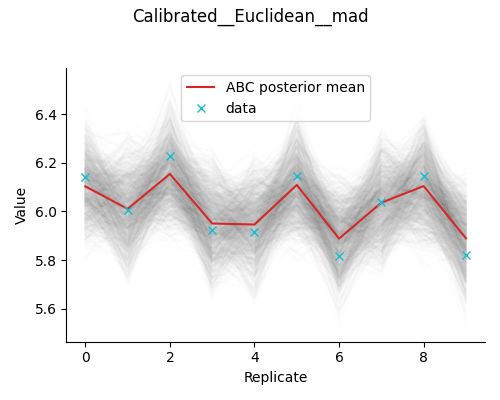 Calibrated__Euclidean__mad
ABC posterior mean
data
Value
6.4
6.2
6.0
5.8
5.6
0 2 4 6 8
Replicate